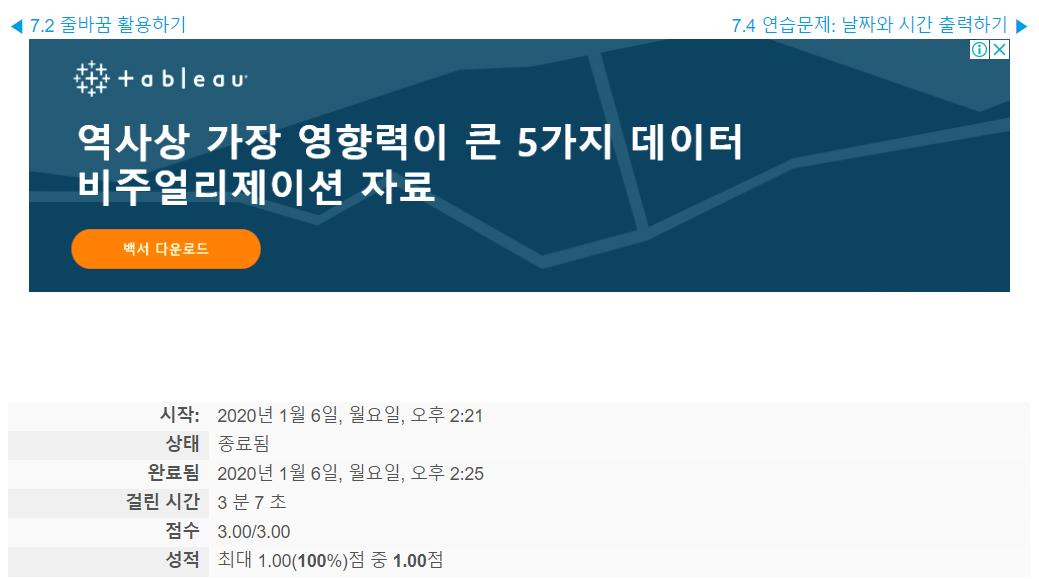 ◀ 7.2 줄바꿈 활용하기 7.4 연습문제: 날짜와 시간 출력하기 ▶
+ a b l e a u
역사상 가장 영향력이 큰 5가지 데이터
비주얼리제이션 자료
백서 다운로드
시작: 2020년 1월 6일, 월요일, 오후 2:21
상태 종료됨
완료됨 2020년 1월 6일, 월요일, 오후 2:25
걸린 시간 3 분 7 초
점수 3.00/3.00
성적 최대 1.00(100%)점 중 1.00점